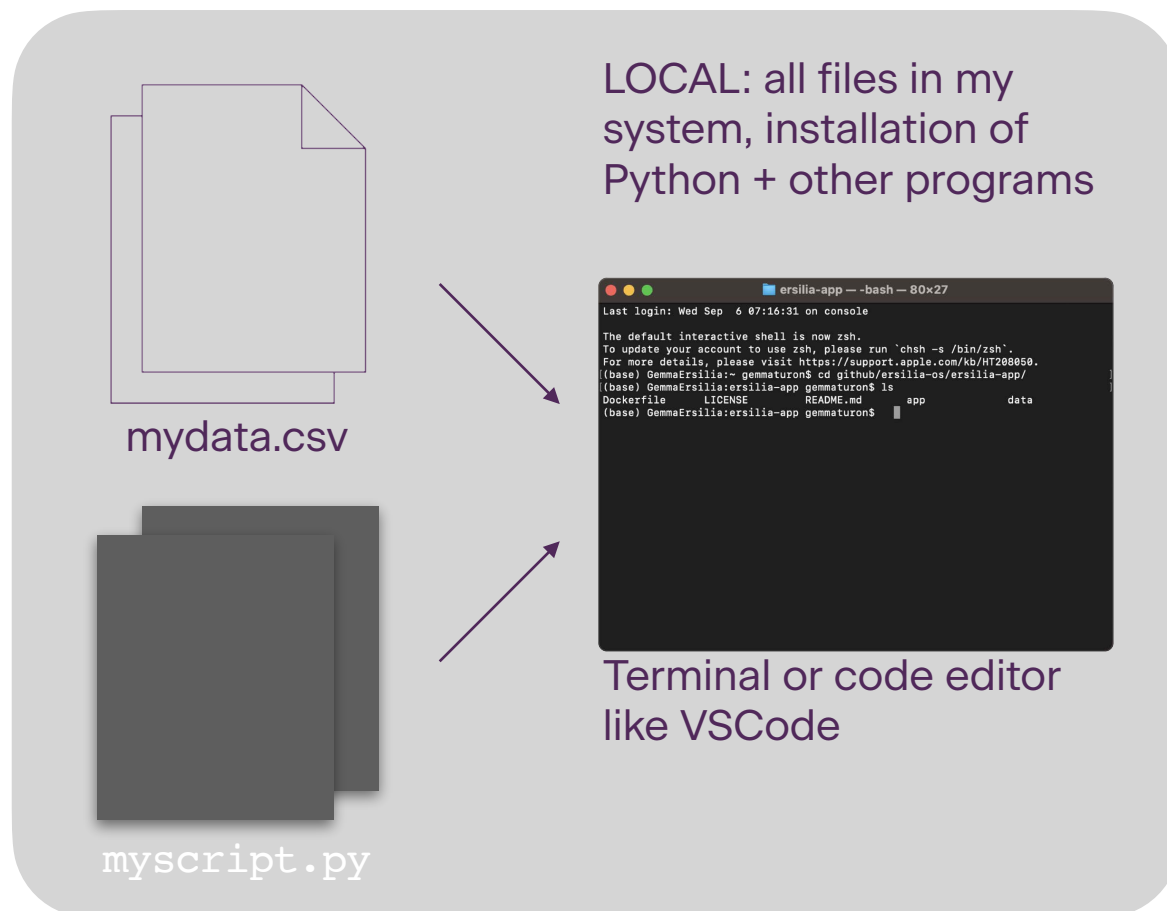 LOCAL: all files in my
system, installation of
Python + other programs
mydata.csv
ersilia-app — -bash — 80×27
Last login: Wed Sep  6 07:16:31 on console
The default interactive shell is now zsh.
To update your account to use zsh, please run `chsh -s /bin/zsh`.
For more details, please visit https://support.apple.com/kb/HT208050.
[(base) GemmaErsilia:~ gemmaturon$ cd github/ersilia-os/ersilia-app/ ]
[(base) GemmaErsilia:ersilia-app gemmaturon$ ls ]
Dockerfile LICENSE README.md app data
(base) GemmaErsilia:ersilia-app gemmaturon$
Terminal or code editor
like VSCode
myscript.py